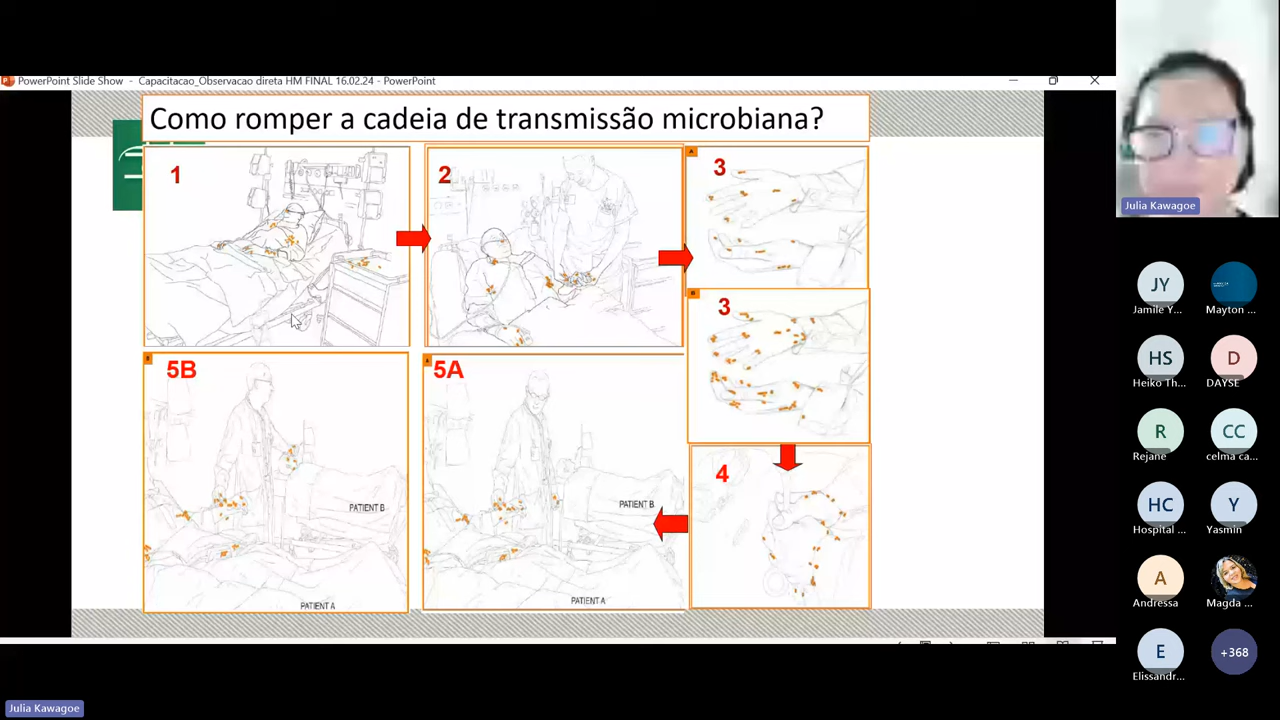 PowerPoint Slide Show - Capacitacao_Observacao direta HM FINAL 16.02.24 - PowerPoint
Como romper a cadeia de transmissão microbiana?
1
2
A
3
B
3
B
5B
A
5A
4
PATIENT B
PATIENT A
PATIENT B
PATIENT A
Julia Kawagoe
JY
Jamile Y...
Mayton ...
HS
Heiko Th...
D
DAYSE
R
Rejane
CC
celma ca...
HC
Hospital ...
Y
Yasmin
A
Andressa
Magda ...
E
Elissandr...
+368
Julia Kawagoe